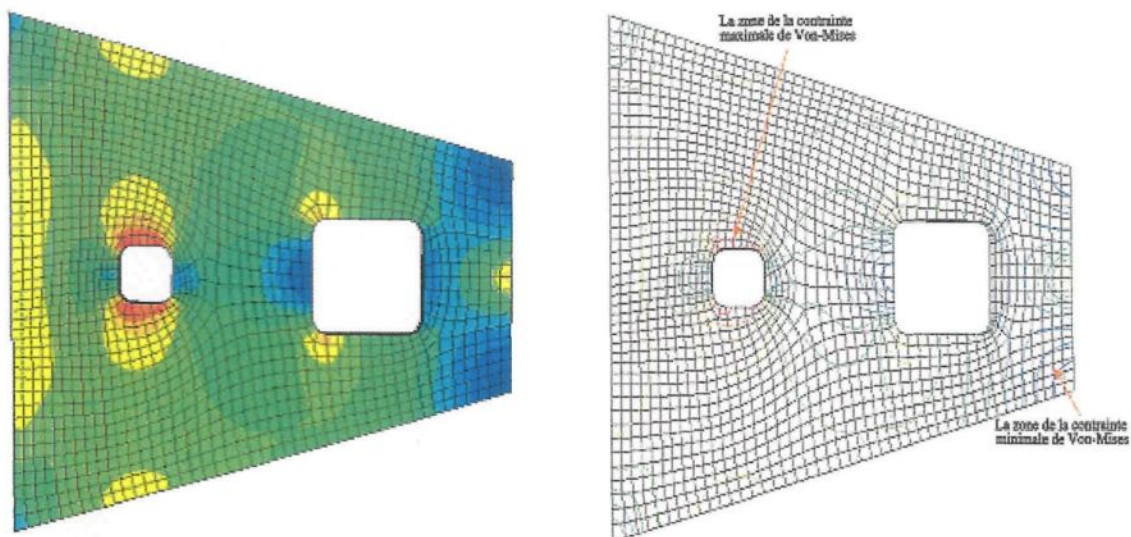 La zone de la contrainte
maximale de Von-Mises
La zone de la contrainte
minimale de Von-Mises